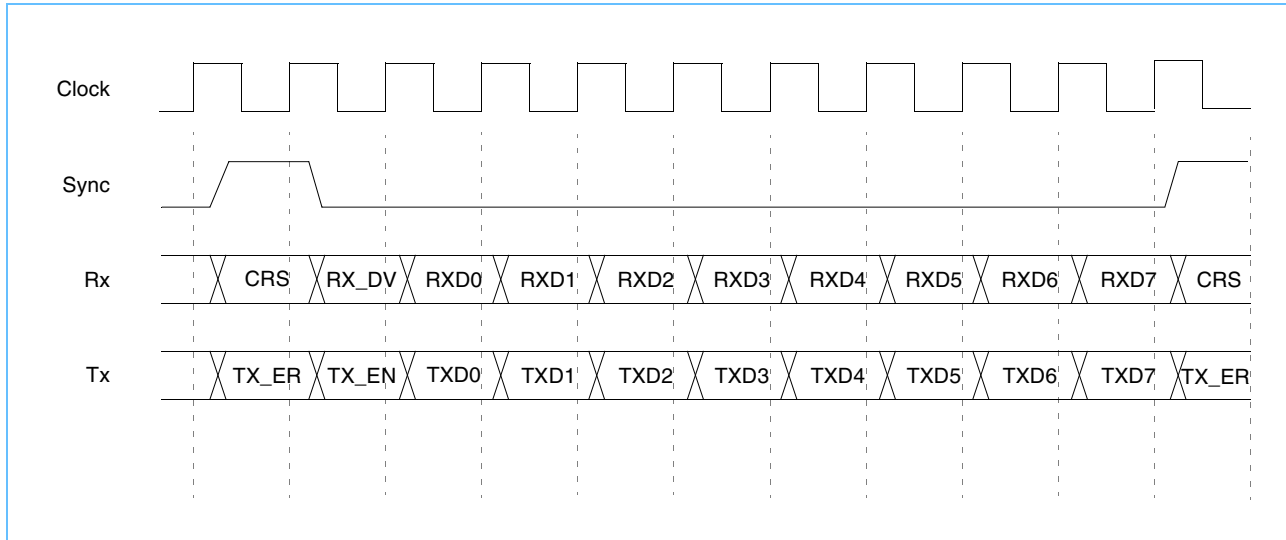 Clock
Sync
Rx CRS RX_DV RXD0 RXD1 RXD2 RXD3 RXD4 RXD5 RXD6 RXD7 CRS
Tx TX_ER TX_EN TXD0 TXD1 TXD2 TXD3 TXD4 TXD5 TXD6 TXD7 TX_ER